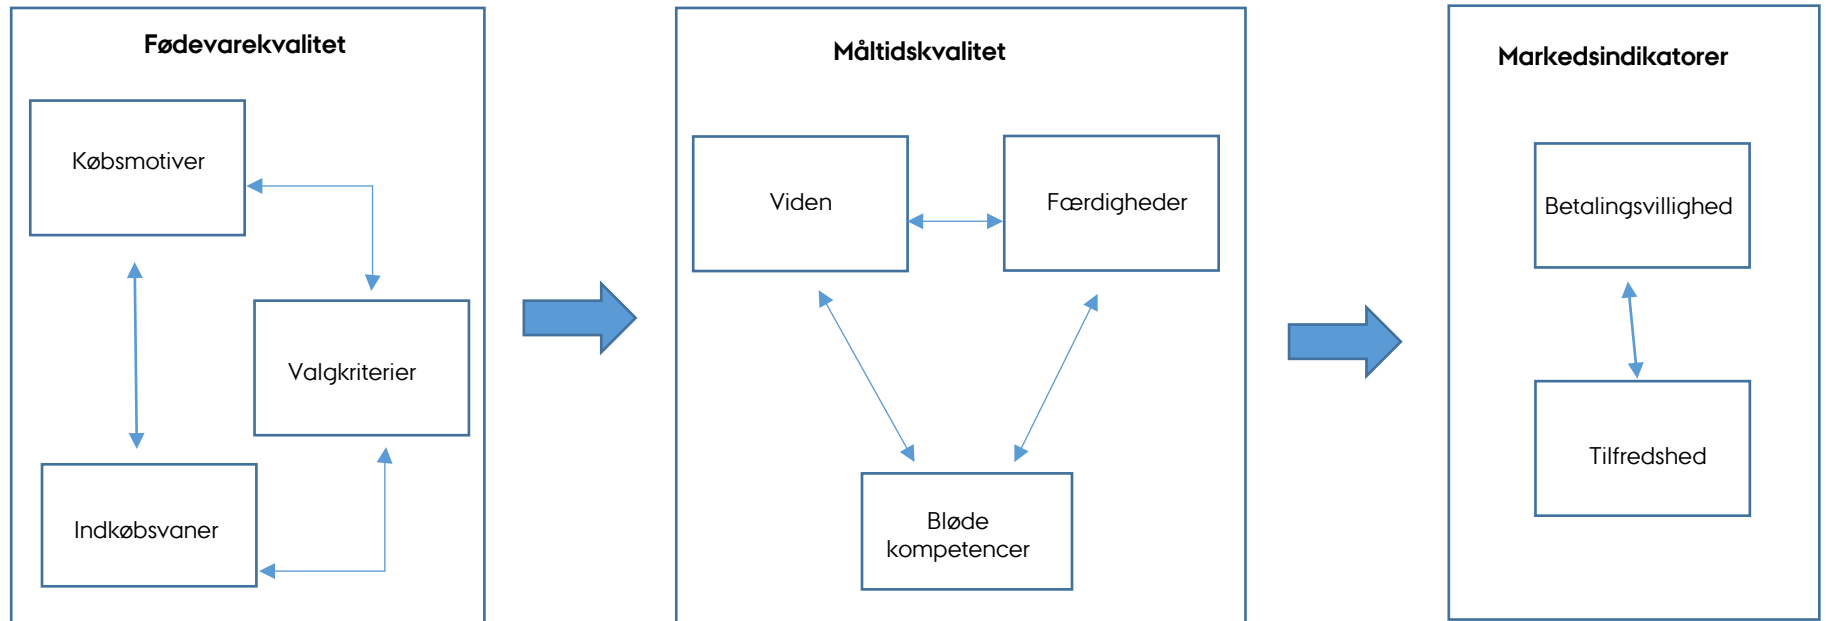 Fødevarekvalitet
Købsmotiver
Valgkriterier
Indkøbsvaner
Måltidskvalitet
Viden
Færdigheder
Bløde
kompetencer
Markedsindikatorer
Betalingsvillighed
Tilfredshed